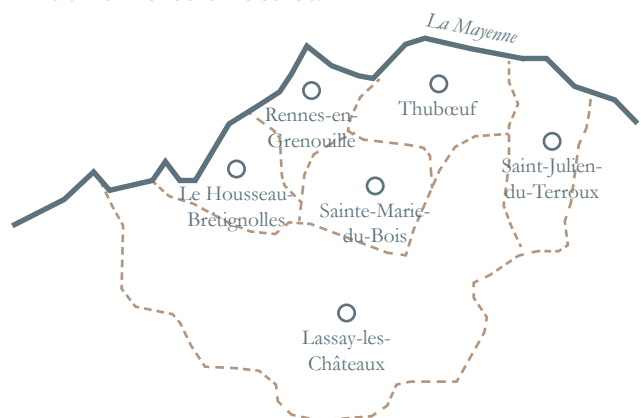 La Mayenne
Rennes-en-
Grenouille
Thubœuf
Saint-Julien-
du-Terroux
Le Housseau-
Brétignolles
Sainte-Marie-
du-Bois
Lassay-les-
Châteaux